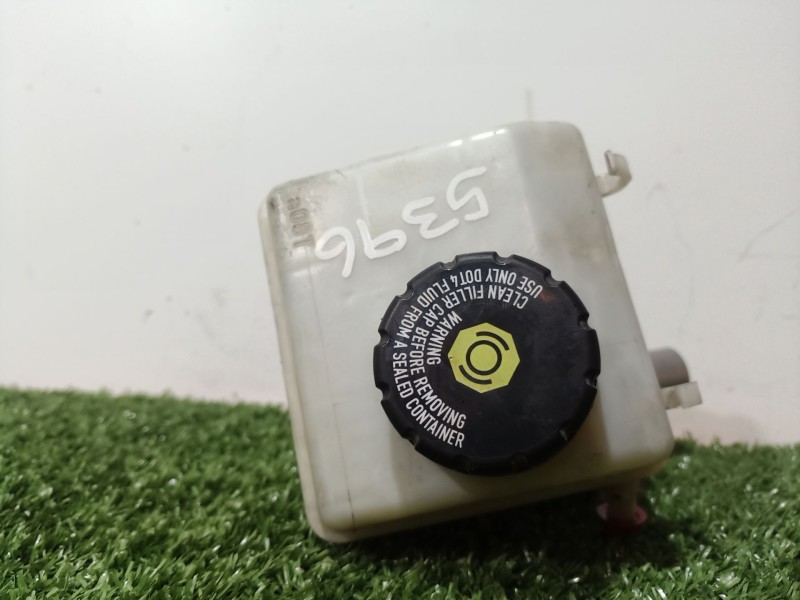 5396
WARNING
CLEAN FILLER CAP BEFORE REMOVING
USE ONLY DOT4 FLUID FROM A SEALED CONTAINER